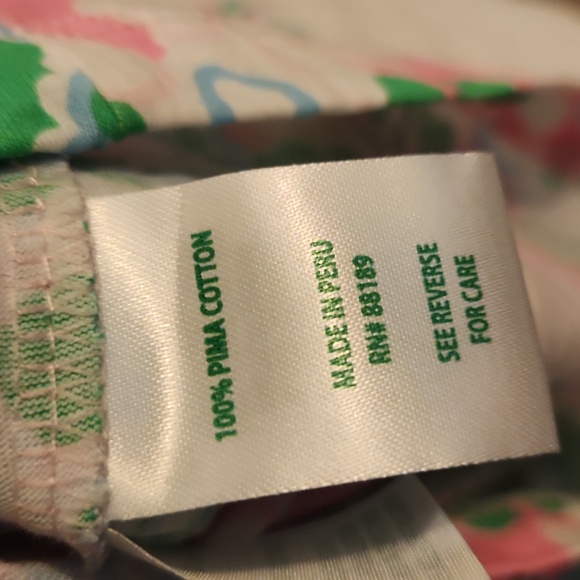 100% PIMA COTTON
MADE IN PERU
RN# 88189
SEE REVERSE
FOR CARE